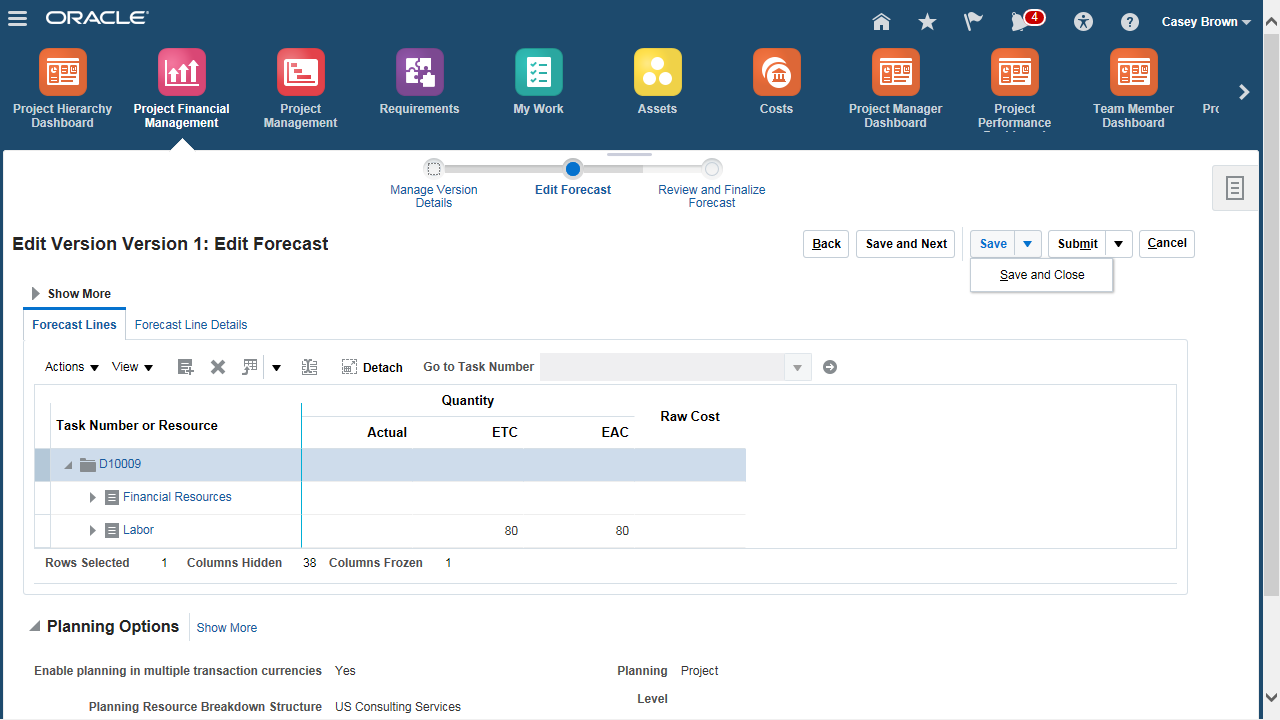 ORACLE
4
Casey Brown
Project Hierarchy
Dashboard
Project Financial
Management
Project
Management
Requirements
My Work
Assets
Costs
Project Manager
Dashboard
Project
Performance
Team Member
Dashboard
Manage Version
Details
Edit Forecast
Review and Finalize
Forecast
Edit Version Version 1: Edit Forecast
Back
Save and Next
Save
Submit
Cancel
Save and Close
Show More
Forecast Lines
Forecast Line Details
Actions
View
Detach
Go to Task Number
Task Number or Resource
Quantity
Raw Cost
Actual
ETC
EAC
D10009
Financial Resources
Labor
80
80
Rows Selected 1
Columns Hidden 38
Columns Frozen 1
Planning Options
Show More
Enable planning in multiple transaction currencies Yes
Planning
Level
Project
Planning Resource Breakdown Structure US Consulting Services